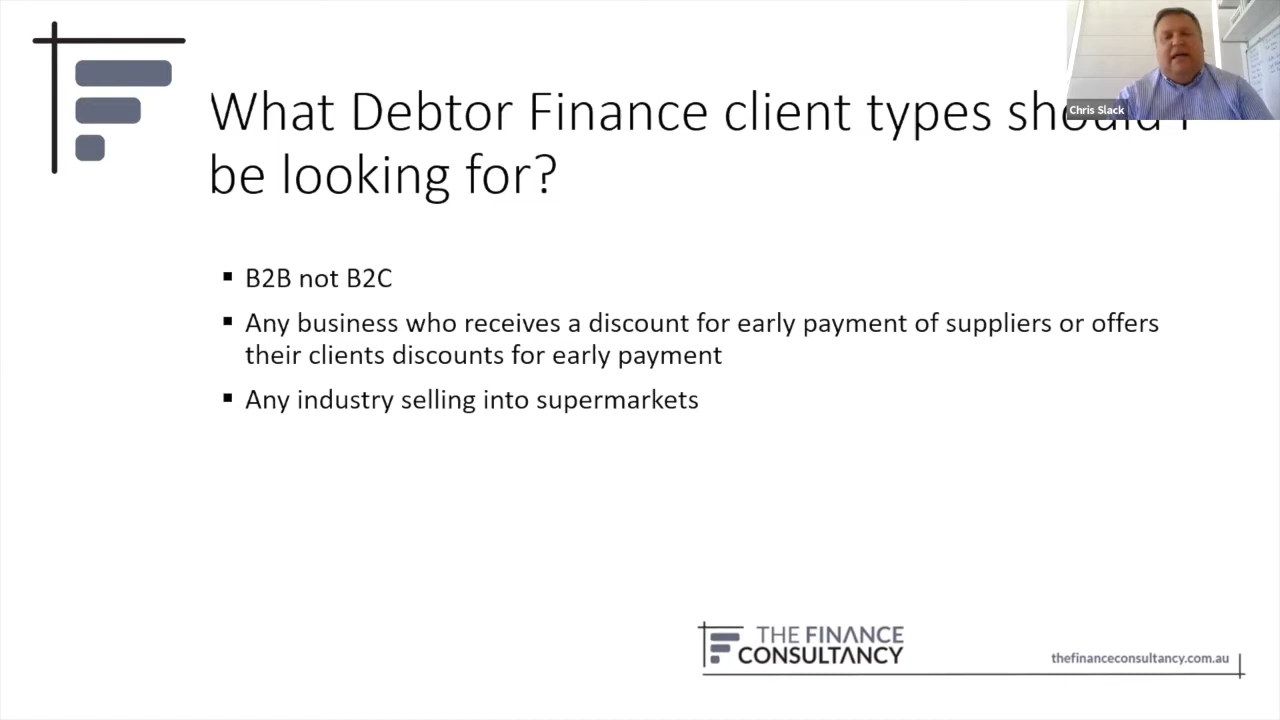 What Debtor Finance client types should I
be looking for?
Chris Slack
▪ B2B not B2C
▪ Any business who receives a discount for early payment of suppliers or offers
their clients discounts for early payment
▪ Any industry selling into supermarkets
THE FINANCE
CONSULTANCY
thefinanceconsultancy.com.au